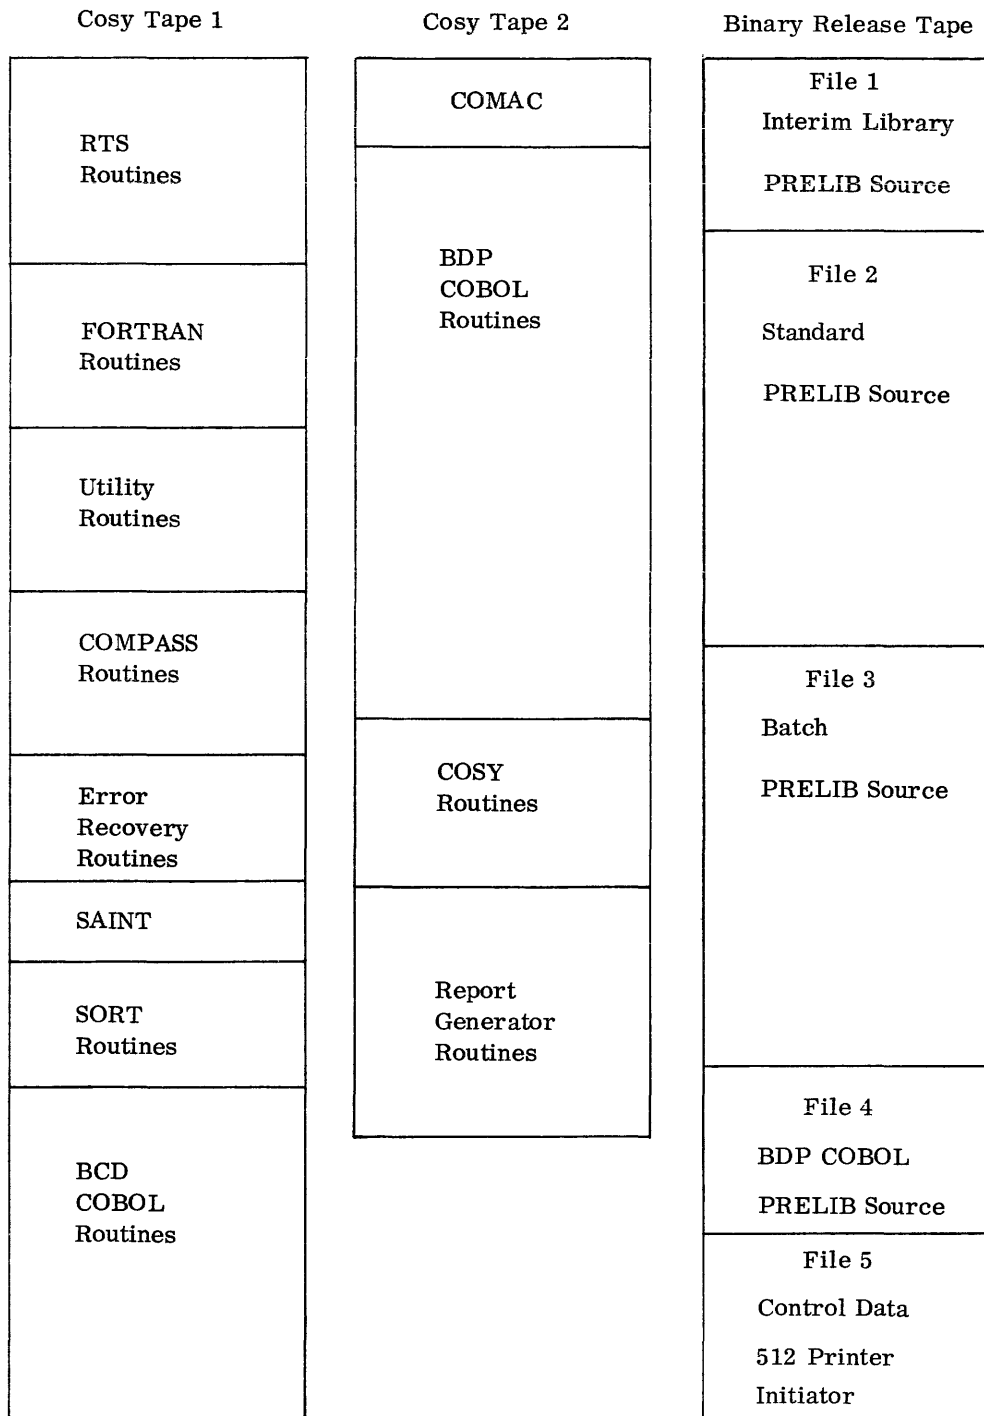 Cosy Tape 1
RTS
Routines
FORTRAN
Routines
Utility
Routines
COMPASS
Routines
Error
Recovery
Routines
SAINT
SORT
Routines
BCD
COBOL
Routines
Cosy Tape 2
COMAC
BDP
COBOL
Routines
COSY
Routines
Report
Generator
Routines
Binary Release Tape
File 1
Interim Library
PRELIB Source
File 2
Standard
PRELIB Source
File 3
Batch
PRELIB Source
File 4
BDP COBOL
PRELIB Source
File 5
Control Data
512 Printer
Initiator